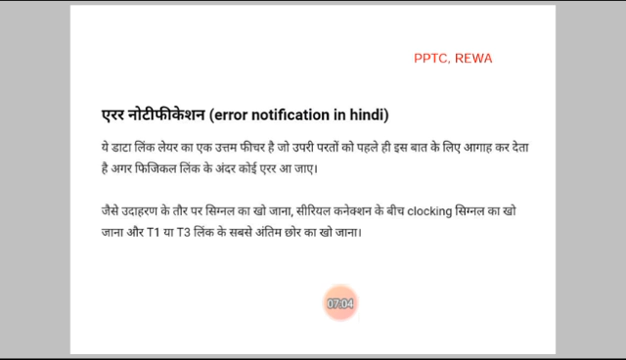 PPTC, REWA
एरर नोटीफीकेशन (error notification in hindi)
ये डाटा लिंक लेयर का एक उत्तम फीचर है जो उपरी परतों को पहले ही इस बात के लिए आगाह कर देता
है अगर फिजिकल लिंक के अंदर कोई एरर आ जाए।
जैसे उदाहरण के तौर पर सिग्नल का खो जाना, सीरियल कनेक्शन के बीच clocking सिग्नल का खो
जाना और T1 या T3 लिंक के सबसे अंतिम छोर का खो जाना।
07:04